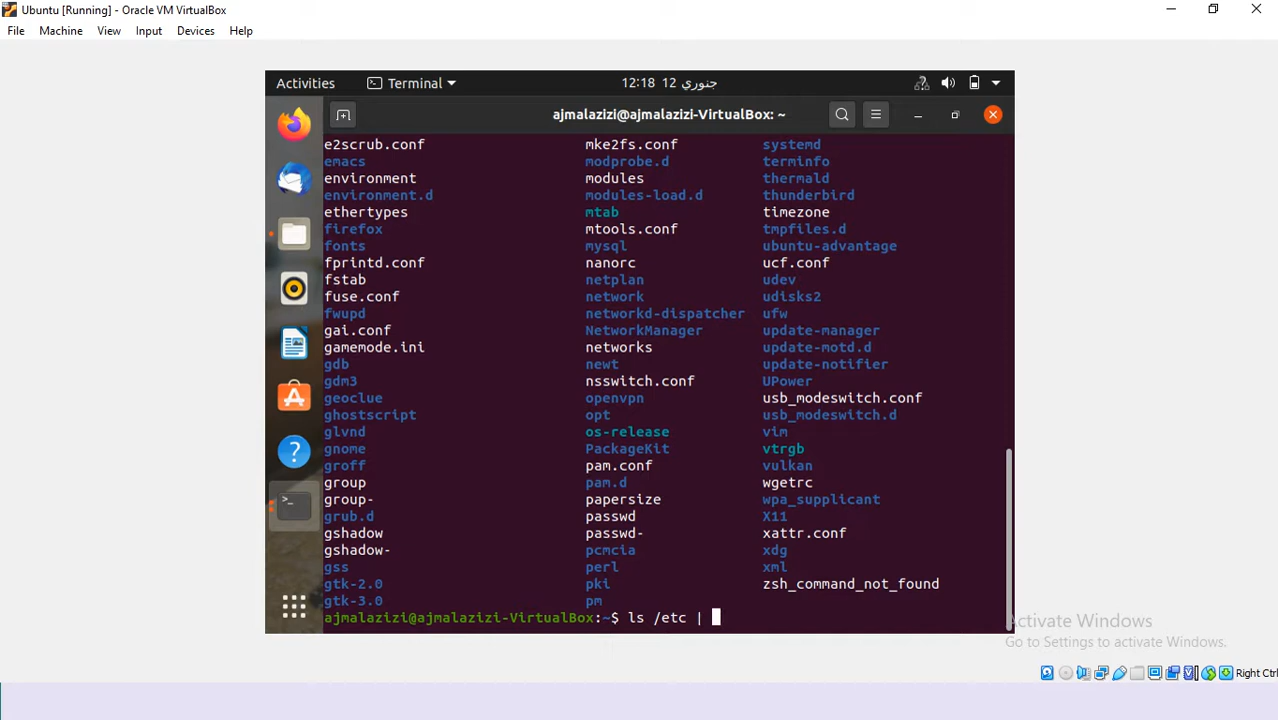 Ubuntu [Running] - Oracle VM VirtualBox
File Machine View Input Devices Help
Activities Terminal 12:18 12 جنوري
ajmalazizi@ajmalazizi-VirtualBox: ~
e2scrub.conf mke2fs.conf systemd
emacs modprobe.d terminfo
environment modules thermald
environment.d modules-load.d thunderbird
ethertypes mtab timezone
firefox mtools.conf tmpfiles.d
fonts mysql ubuntu-advantage
fprintd.conf nanorc ucf.conf
fstab netplan udev
fuse.conf network udisks2
fwupd networkd-dispatcher ufw
gai.conf NetworkManager update-manager
gamemode.ini networks update-motd.d
gdb newt update-notifier
gdm3 nsswitch.conf UPower
geoclue openvpn usb_modeswitch.conf
ghostscript opt usb_modeswitch.d
glvnd os-release vim
gnome PackageKit vtrgb
groff pam.conf vulkan
group pam.d wgetrc
group- papersize wpa_supplicant
grub.d passwd X11
gshadow passwd- xattr.conf
gshadow- pcmcia xdg
gss perl xml
gtk-2.0 pki zsh_command_not_found
gtk-3.0 pm
ajmalazizi@ajmalazizi-VirtualBox:~$ ls /etc |
Activate Windows
Go to Settings to activate Windows.
Right Ctrl